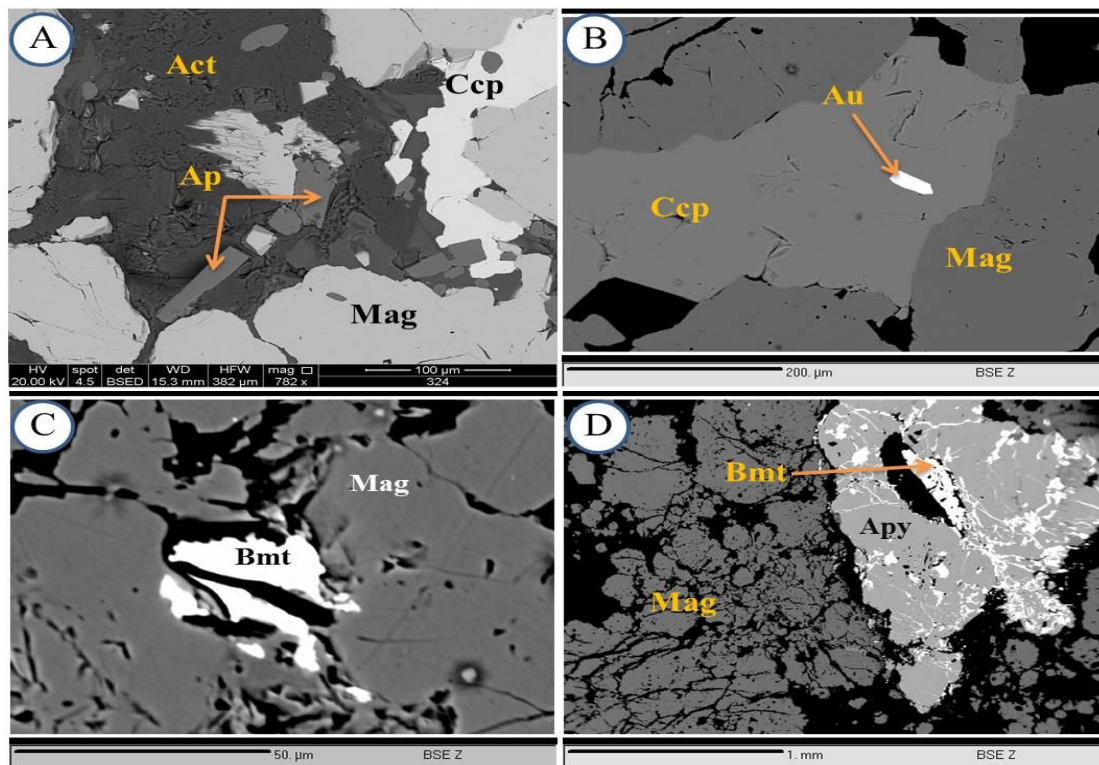 A
Act
Ccp
Ap
Mag
HV spot det WD HFW mag □ 100 µm
20.00 kV 4.5 BSED 15.3 mm 382 µm 782 x 324
B
Au
Ccp
Mag
200. µm BSE Z
C
Mag
Bmt
50. µm BSE Z
D
Bmt
Apy
Mag
1. mm BSE Z